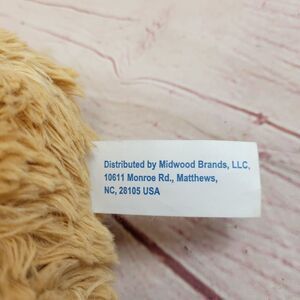 Distributed by Midwood Brands, LLC,
10611 Monroe Rd., Matthews,
NC, 28105 USA